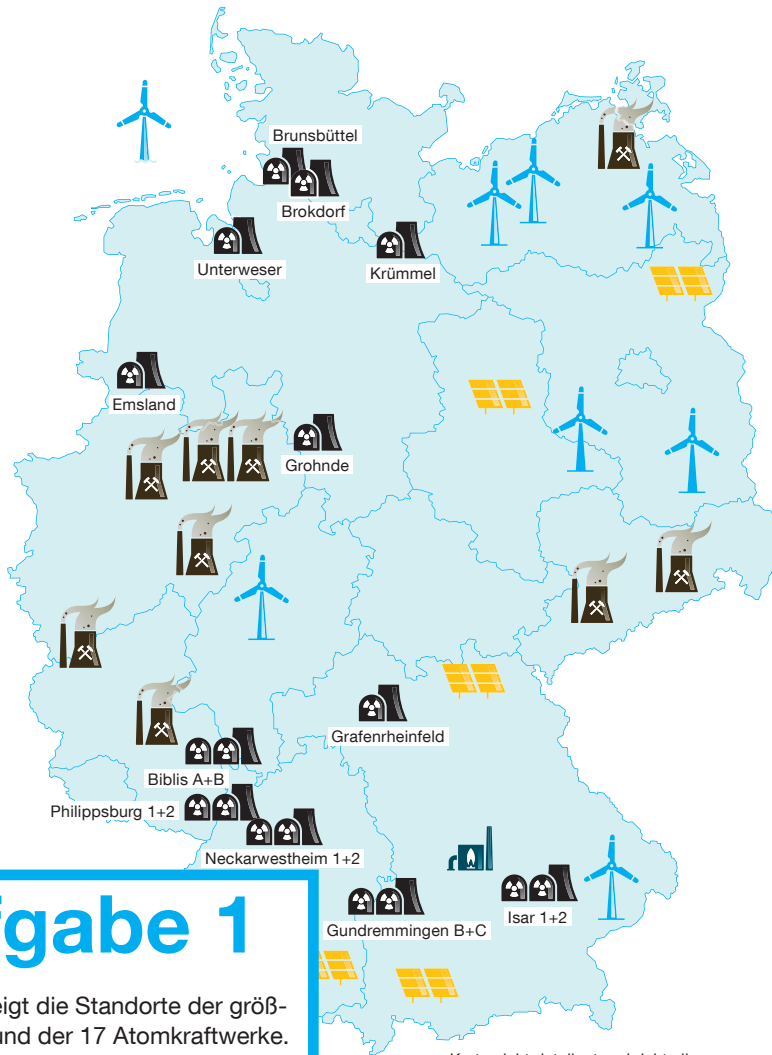 Brunsbüttel
Brokdorf
Unterweser
Krümmel
Emsland
Grohnde
Grafenrheinfeld
Biblis A+B
Philippsburg 1+2
Neckarwestheim 1+2
Isar 1+2
Gundremmingen B+C
fgabe 1
eigt die Standorte der größ-
und der 17 Atomkraftwerke.